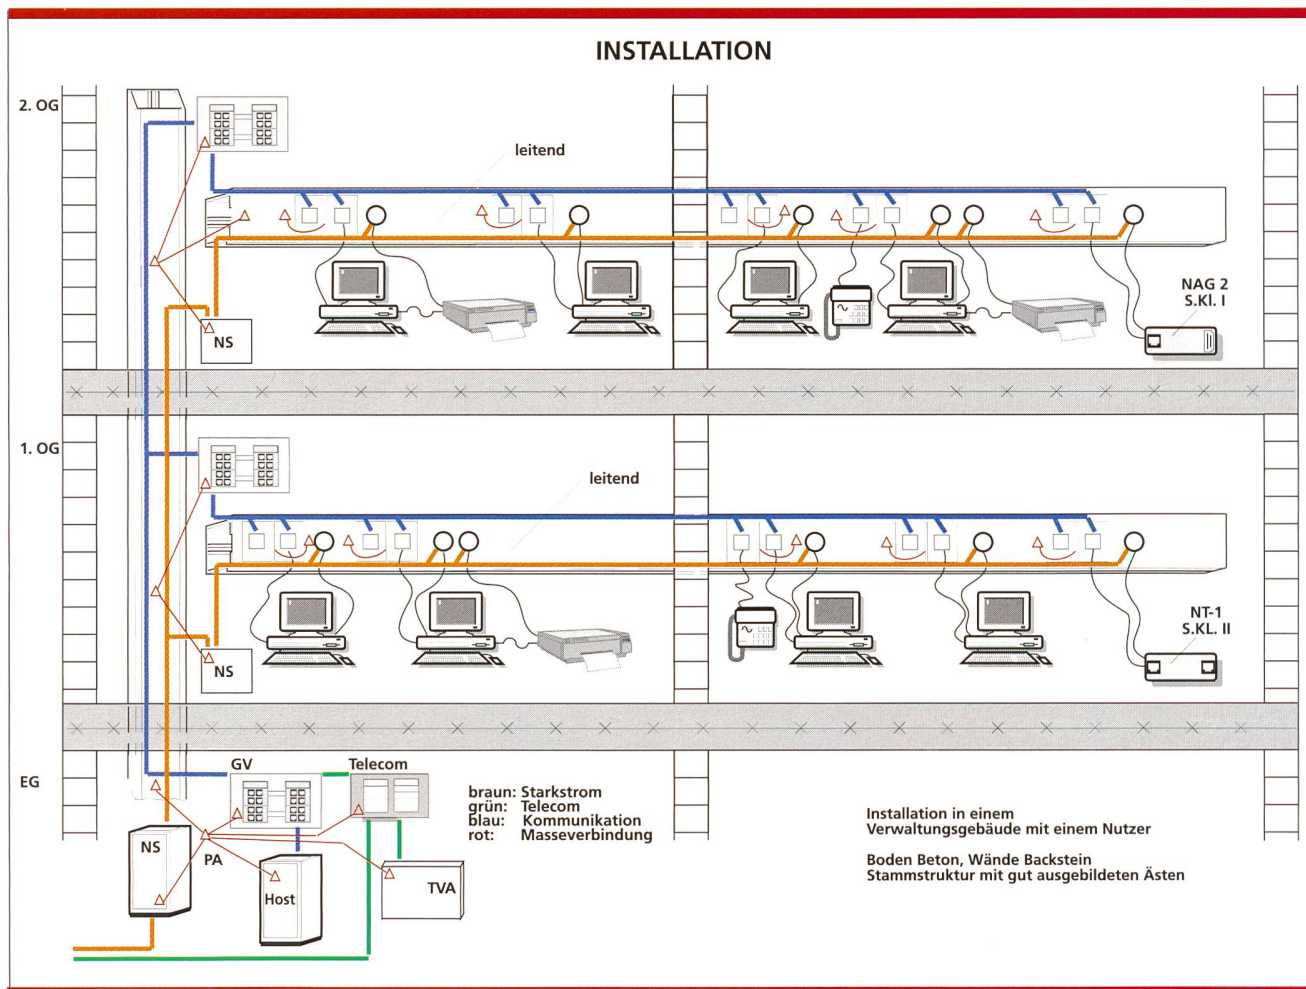 INSTALLATION
2. OG
leitend
NAG 2
S.Kl. I
NS
1. OG
leitend
NT-1
S.KL. II
NS
EG
GV
Telecom
braun: Starkstrom
grün: Telecom
blau: Kommunikation
rot: Masseverbindung
Installation in einem
Verwaltungsgebäude mit einem Nutzer
Boden Beton, Wände Backstein
Stammstruktur mit gut ausgebildeten Ästen
NS
PA
Host
TVA